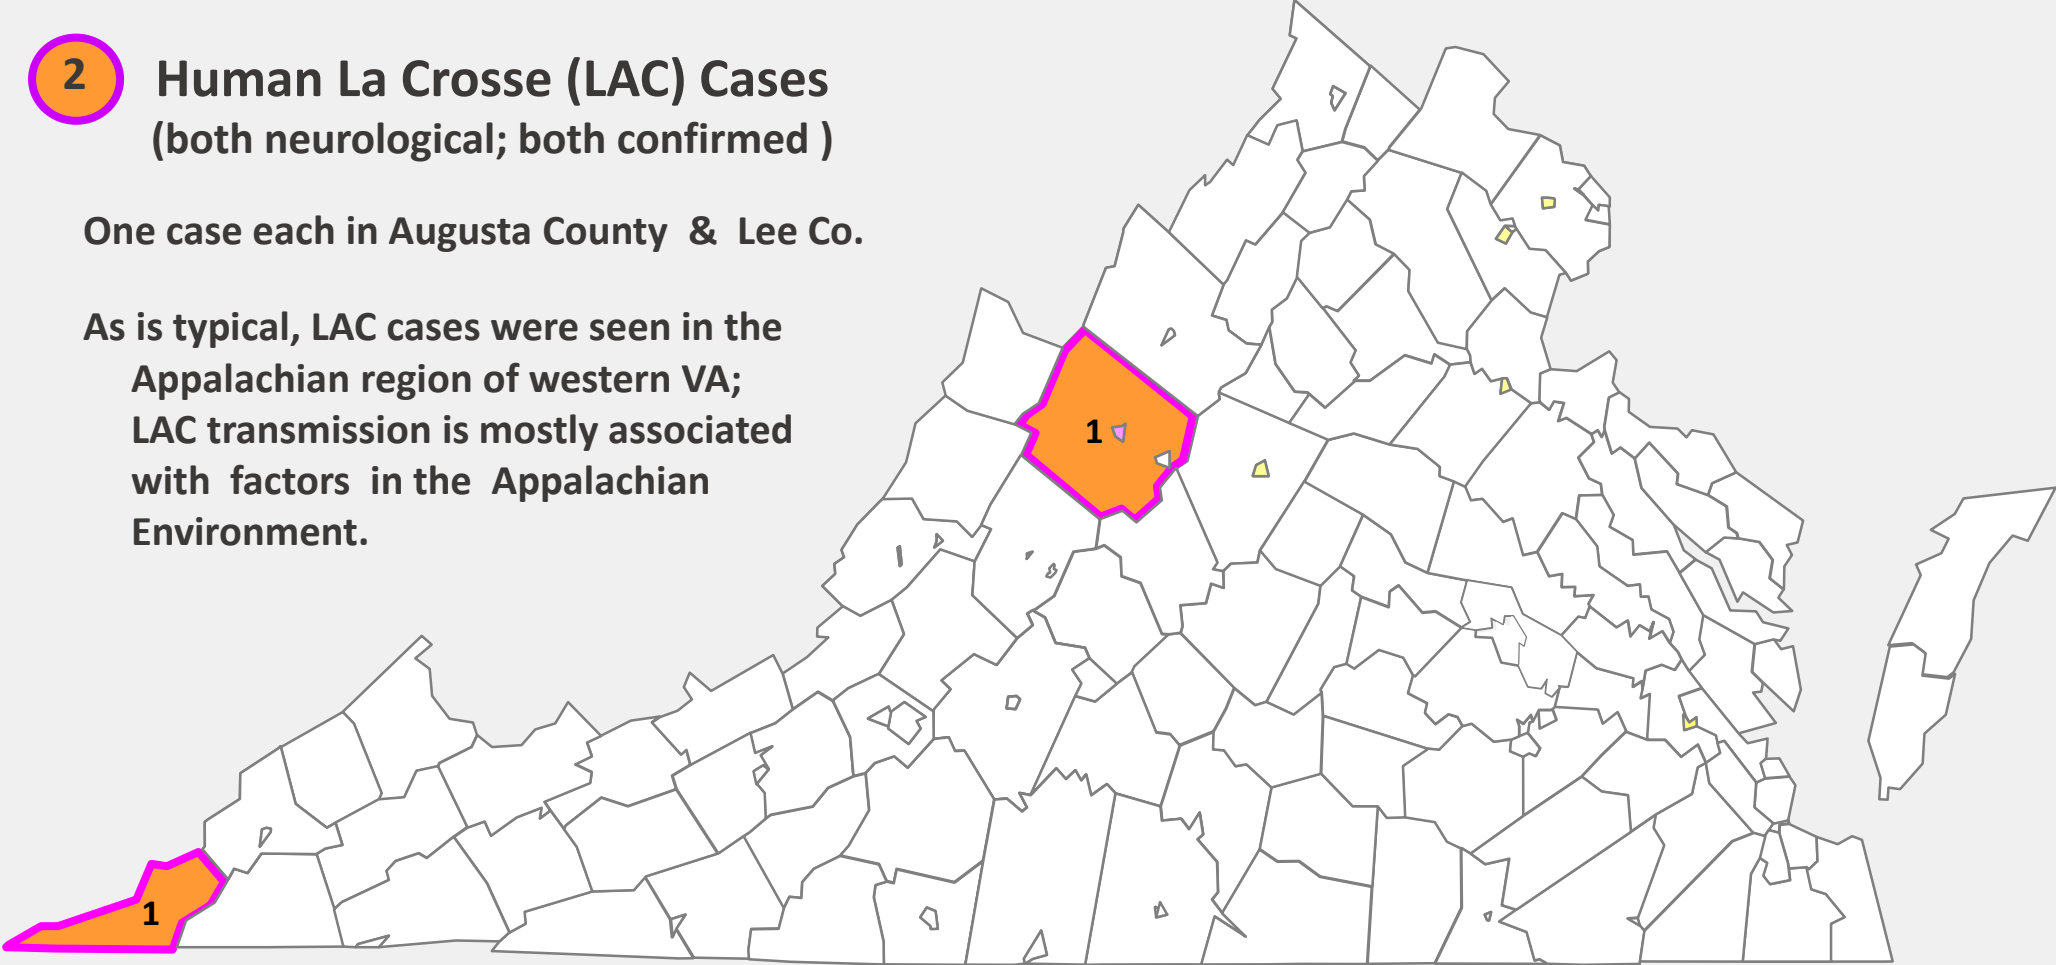 2
Human La Crosse (LAC) Cases
(both neurological; both confirmed )
One case each in Augusta County & Lee Co.
As is typical, LAC cases were seen in the
Appalachian region of western VA;
LAC transmission is mostly associated
with factors in the Appalachian
Environment.
1
1